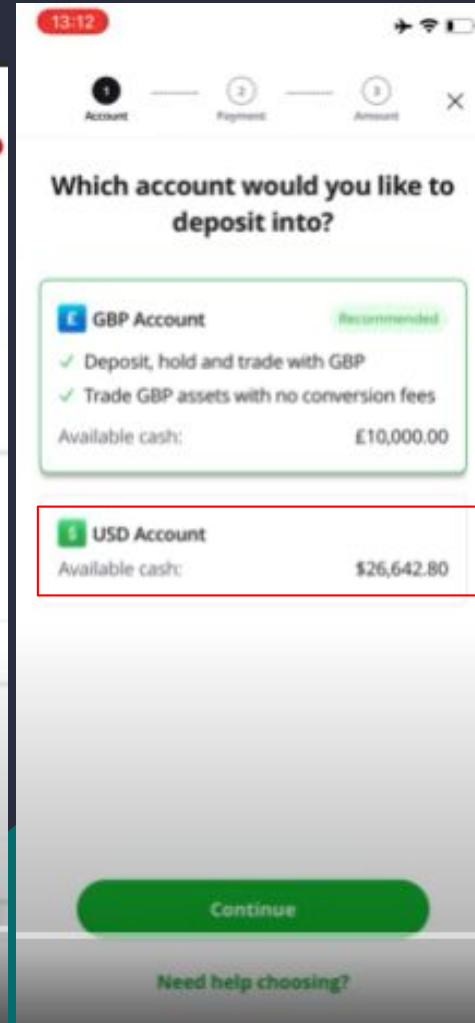 13:12
1
2
3
Account
Payment
Amount
Which account would you like to
deposit into?
£
GBP Account
Recommended
Deposit, hold and trade with GBP
Trade GBP assets with no conversion fees
Available cash:
£10,000.00
$
USD Account
Available cash:
$26,642.80
Continue
Need help choosing?